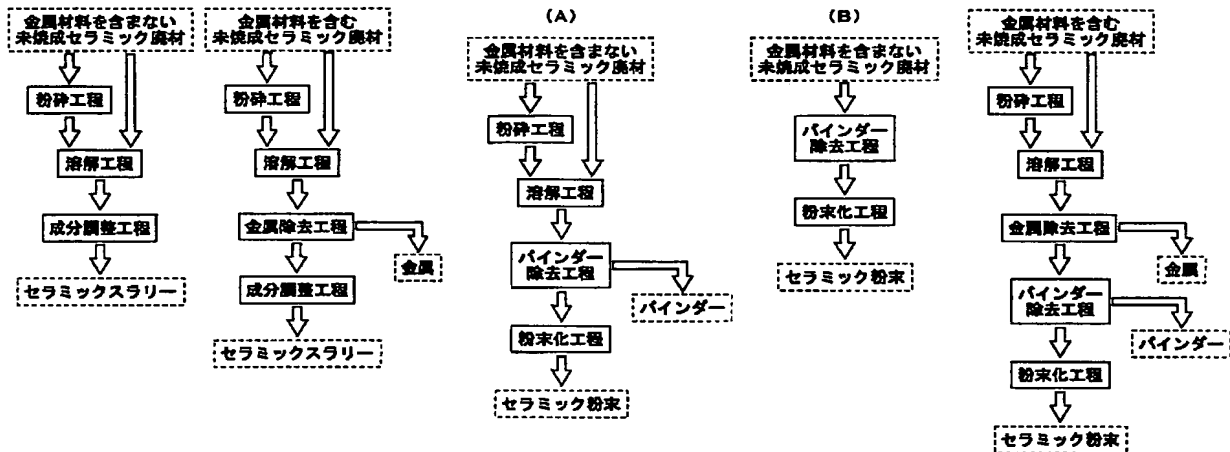 金属材料を含まない
未焼成セラミック廃材
粉砕工程
溶解工程
成分調整工程
セラミックスラリー
金属材料を含む
未焼成セラミック廃材
粉砕工程
溶解工程
金属除去工程
金属
成分調整工程
セラミックスラリー
(A)
金属材料を含まない
未焼成セラミック廃材
粉砕工程
溶解工程
バインダー
除去工程
バインダー
粉末化工程
セラミック粉末
(B)
金属材料を含まない
未焼成セラミック廃材
バインダー
除去工程
粉末化工程
セラミック粉末
金属材料を含む
未焼成セラミック廃材
粉砕工程
溶解工程
金属除去工程
金属
バインダー
除去工程
バインダー
粉末化工程
セラミック粉末